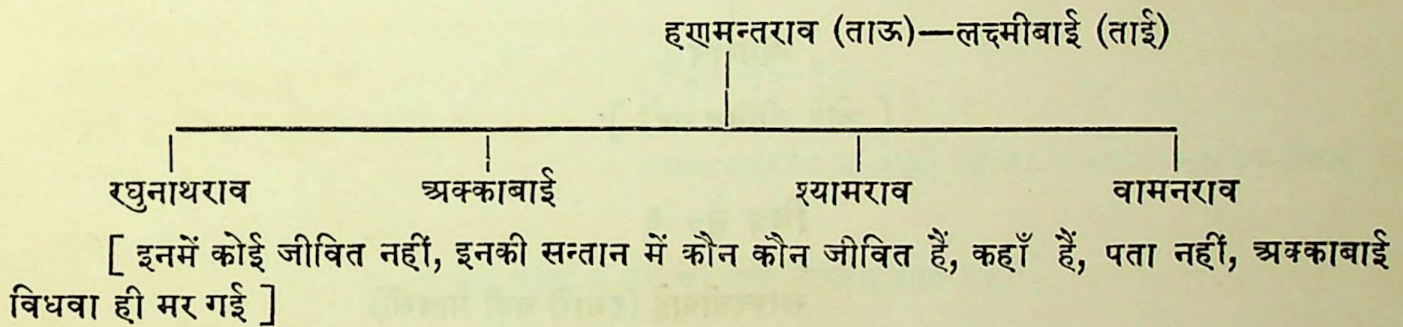 हणमन्तराव (ताऊ)—लक्ष्मीबाई (ताई)
रघुनाथराव अक्काबाई श्यामराव वामनराव
[ इनमें कोई जीवित नहीं, इनकी सन्तान में कौन कौन जीवित हैं, कहाँ हैं, पता नहीं, अक्काबाई
विधवा ही मर गई ]